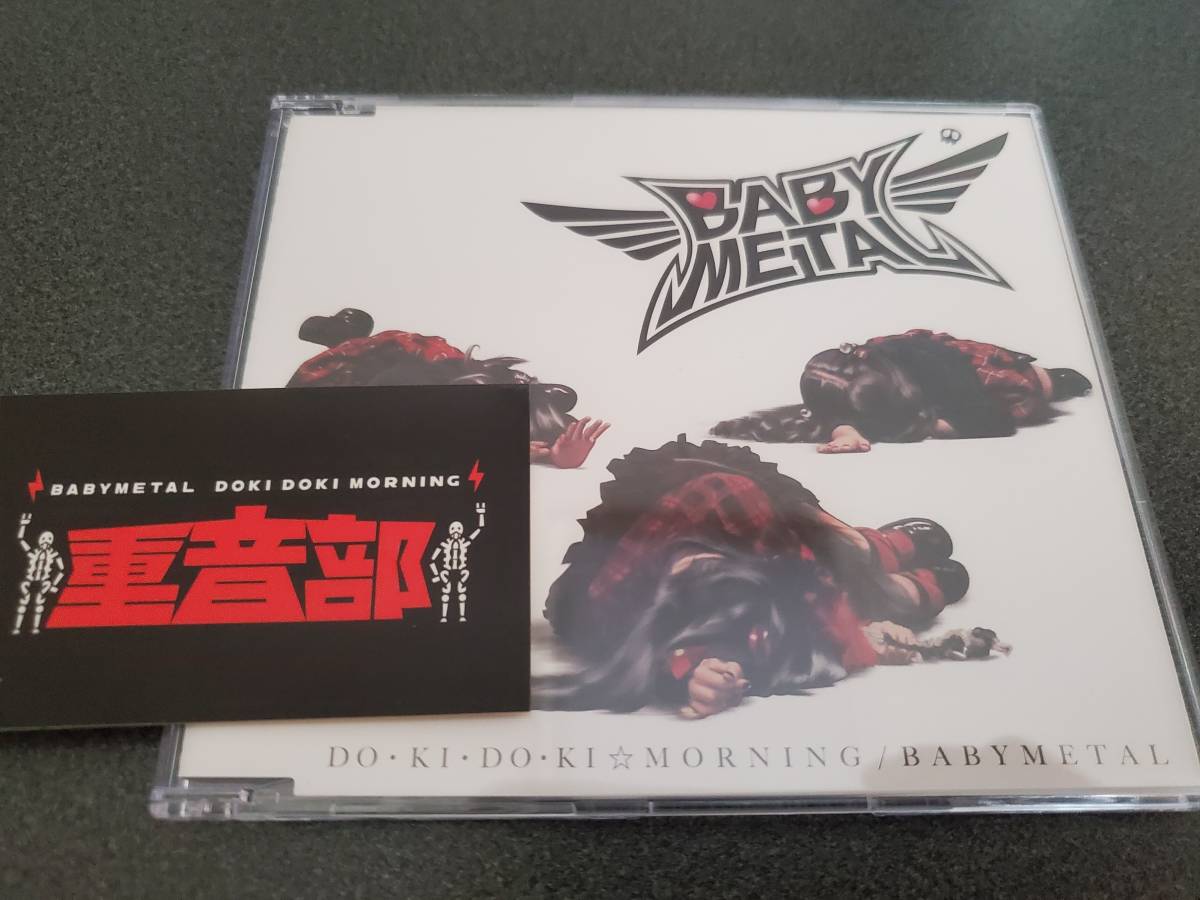 BABY
METAL
BABYMETAL DOKI DOKI MORNING
重音部
DO・KI・DO・KI☆MORNING / BABYMETAL